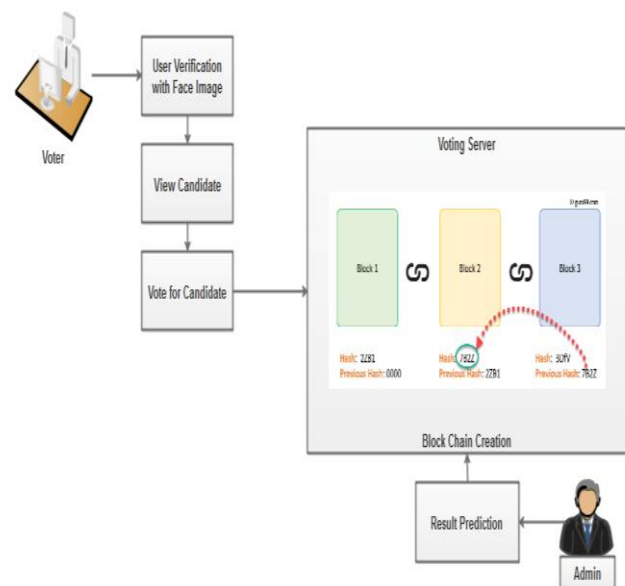 Voter
User Verification
with Face Image
View Candidate
Vote for Candidate
Voting Server
Block 1
Block 2
Block 3
Hash: 2ZB1
Previous Hash: 0000
Hash: 7B2Z
Previous Hash: 2ZB1
Hash: 3DfV
Previous Hash: 7B2Z
Block Chain Creation
Result Prediction
Admin